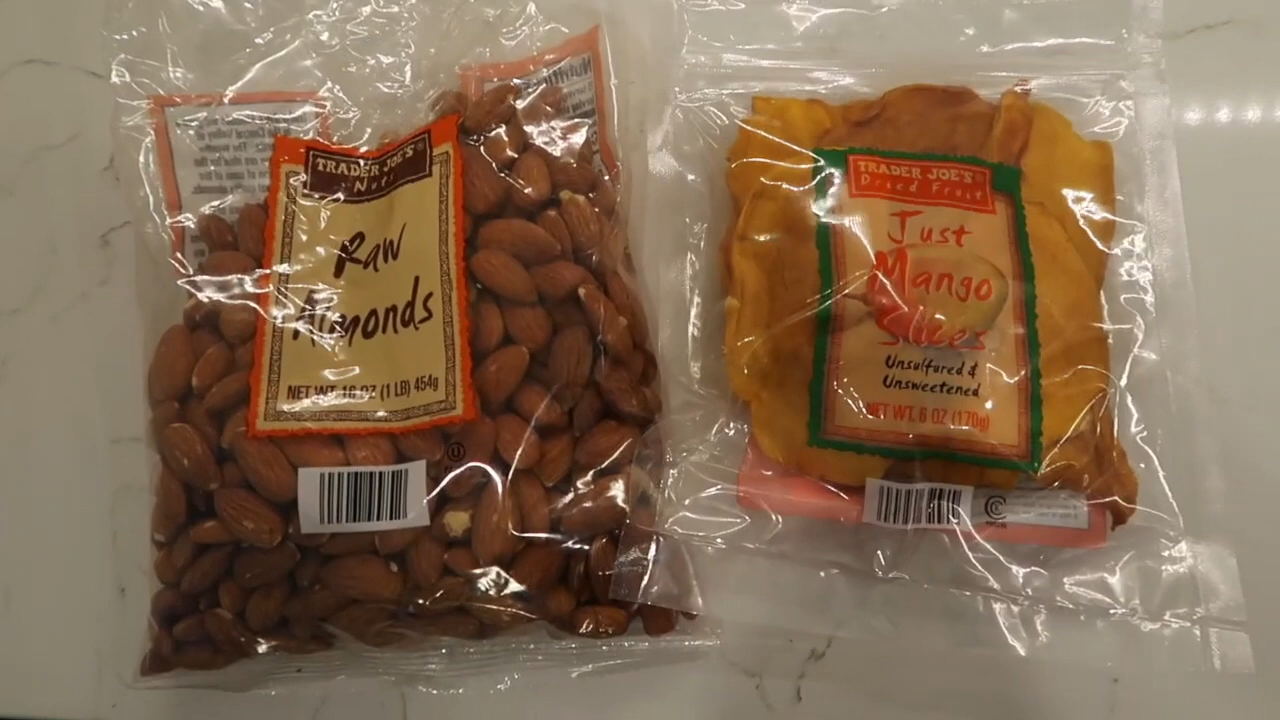 TRADER JOE'S®
Nuts
Raw
Almonds
NET WT. 16 OZ (1 LB) 454g
TRADER JOE'S®
Dried Fruit
Just
Mango
Slices
Unsulfured &
Unsweetened
NET WT. 6 OZ (170g)